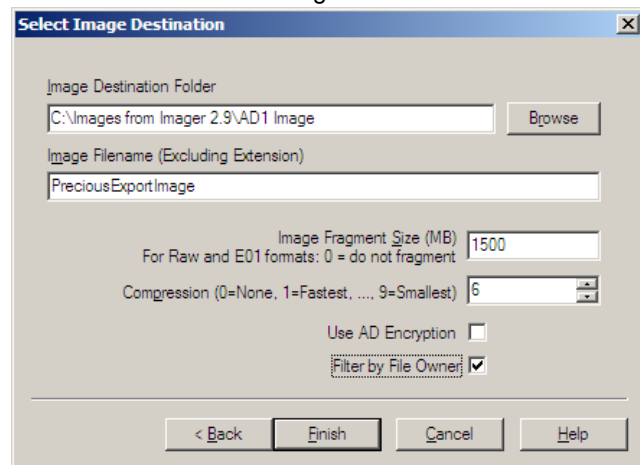 Select Image Destination
Image Destination Folder
C:\Images from Imager 2.9\AD1 Image
Browse
Image Filename (Excluding Extension)
PreciousExportImage
Image Fragment Size (MB)
1500
For Raw and E01 formats: 0 = do not fragment
Compression (0=None, 1=Fastest, ..., 9=Smallest)
6
Use AD Encryption
Filter by File Owner
< Back
Finish
Cancel
Help